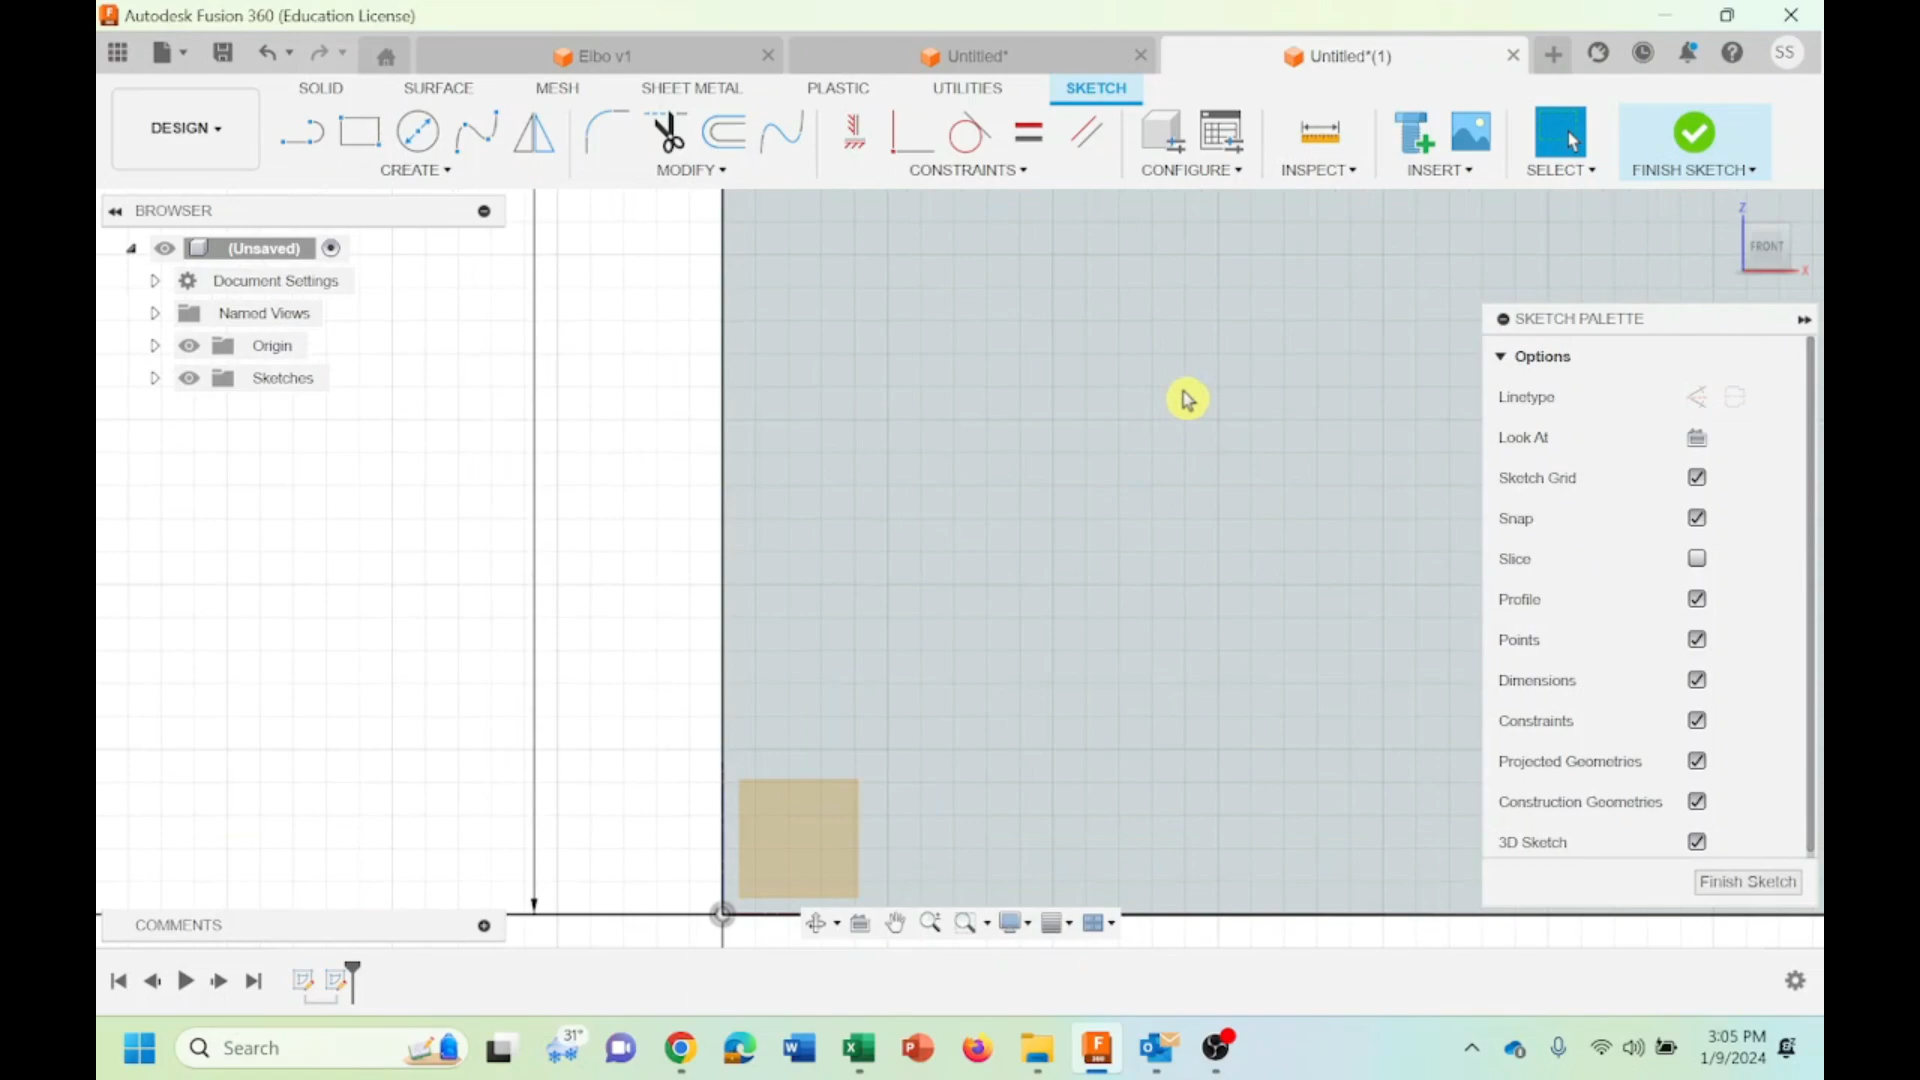 Autodesk Fusion 360 (Education License)
Elbo v1
Untitled*
Untitled*(1)
SS
SOLID
SURFACE
MESH
SHEET METAL
PLASTIC
UTILITIES
SKETCH
DESIGN
CREATE
MODIFY
CONSTRAINTS
CONFIGURE
INSPECT
INSERT
SELECT
FINISH SKETCH
BROWSER
(Unsaved)
Document Settings
Named Views
Origin
Sketches
Z
FRONT
X
SKETCH PALETTE
Options
Linetype
Look At
Sketch Grid
Snap
Slice
Profile
Points
Dimensions
Constraints
Projected Geometries
Construction Geometries
3D Sketch
Finish Sketch
COMMENTS
Search
31°
F
360
3:05 PM
1/9/2024